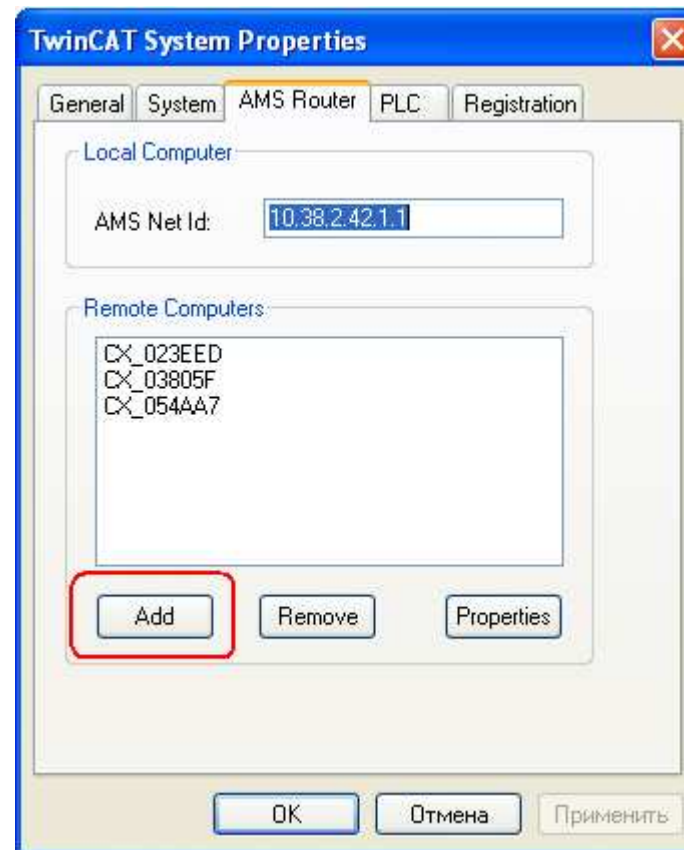 TwinCAT System Properties
General System AMS Router PLC Registration
Local Computer
AMS Net Id: 10.38.2.42.1.1
Remote Computers
CX_023EED
CX_03805F
CX_054AA7
Add Remove Properties
OK Отмена Применить